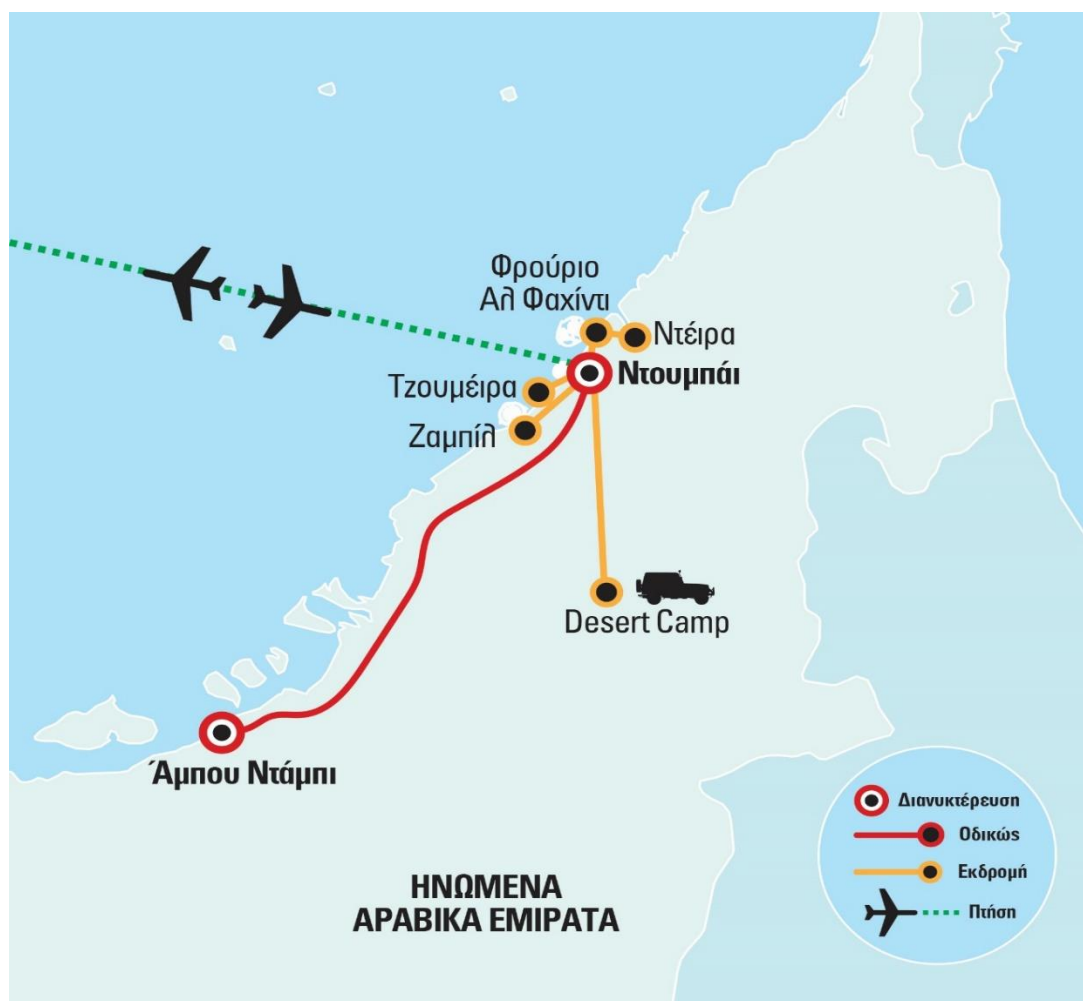 Φρούριο
Αλ Φαχίντι
Ντέιρα
Ντουμπάι
Τζουμέιρα
Ζαμπίλ
Desert Camp
Άμπου Ντάμπι
ΗΝΩΜΕΝΑ
ΑΡΑΒΙΚΑ ΕΜΙΡΑΤΑ
Διανυκτέρευση
Οδικώς
Εκδρομή
Πτήση